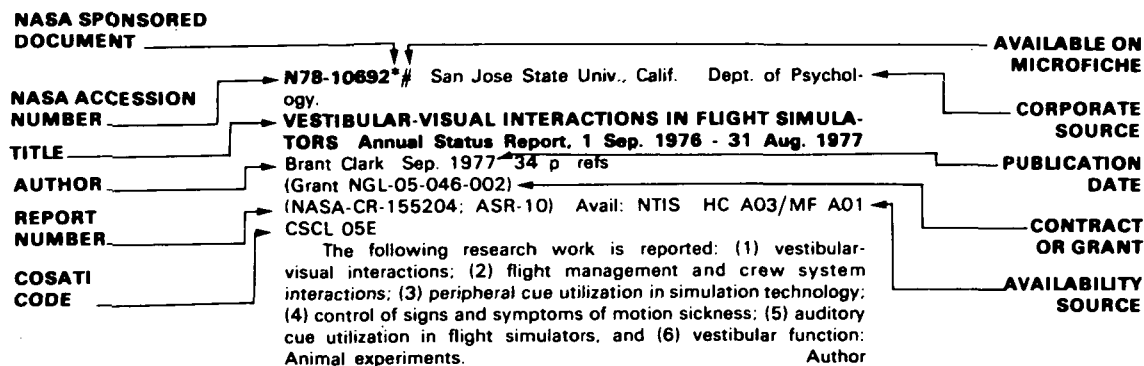 NASA SPONSORED
DOCUMENT
AVAILABLE ON
MICROFICHE
N78-10692*# San Jose State Univ., Calif. Dept. of Psychol-
ogy.
NASA ACCESSION
NUMBER
CORPORATE
SOURCE
VESTIBULAR-VISUAL INTERACTIONS IN FLIGHT SIMULA-
TORS Annual Status Report, 1 Sep. 1976 - 31 Aug. 1977
TITLE
Brant Clark Sep. 1977 34 p refs
PUBLICATION
DATE
AUTHOR
(Grant NGL-05-046-002)
(NASA-CR-155204; ASR-10) Avail: NTIS HC A03/MF A01
REPORT
NUMBER
CONTRACT
OR GRANT
CSCL 05E
The following research work is reported: (1) vestibular-
visual interactions; (2) flight management and crew system
interactions; (3) peripheral cue utilization in simulation technology;
(4) control of signs and symptoms of motion sickness; (5) auditory
cue utilization in flight simulators, and (6) vestibular function:
Animal experiments. Author
COSATI
CODE
AVAILABILITY
SOURCE